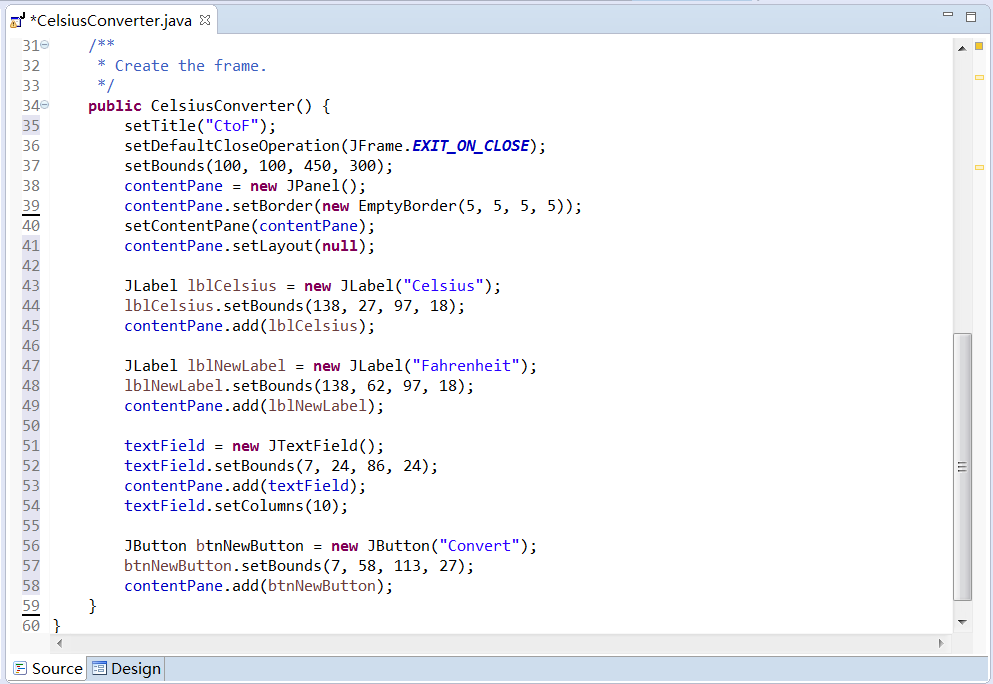 *CelsiusConverter.java
31 /**
32 * Create the frame.
33 */
34 public CelsiusConverter() {
35 setTitle("CtoF");
36 setDefaultCloseOperation(JFrame.EXIT_ON_CLOSE);
37 setBounds(100, 100, 450, 300);
38 contentPane = new JPanel();
39 contentPane.setBorder(new EmptyBorder(5, 5, 5, 5));
40 setContentPane(contentPane);
41 contentPane.setLayout(null);
42
43 JLabel lblCelsius = new JLabel("Celsius");
44 lblCelsius.setBounds(138, 27, 97, 18);
45 contentPane.add(lblCelsius);
46
47 JLabel lblNewLabel = new JLabel("Fahrenheit");
48 lblNewLabel.setBounds(138, 62, 97, 18);
49 contentPane.add(lblNewLabel);
50
51 textField = new JTextField();
52 textField.setBounds(7, 24, 86, 24);
53 contentPane.add(textField);
54 textField.setColumns(10);
55
56 JButton btnNewButton = new JButton("Convert");
57 btnNewButton.setBounds(7, 58, 113, 27);
58 contentPane.add(btnNewButton);
59 }
60 }
Source Design